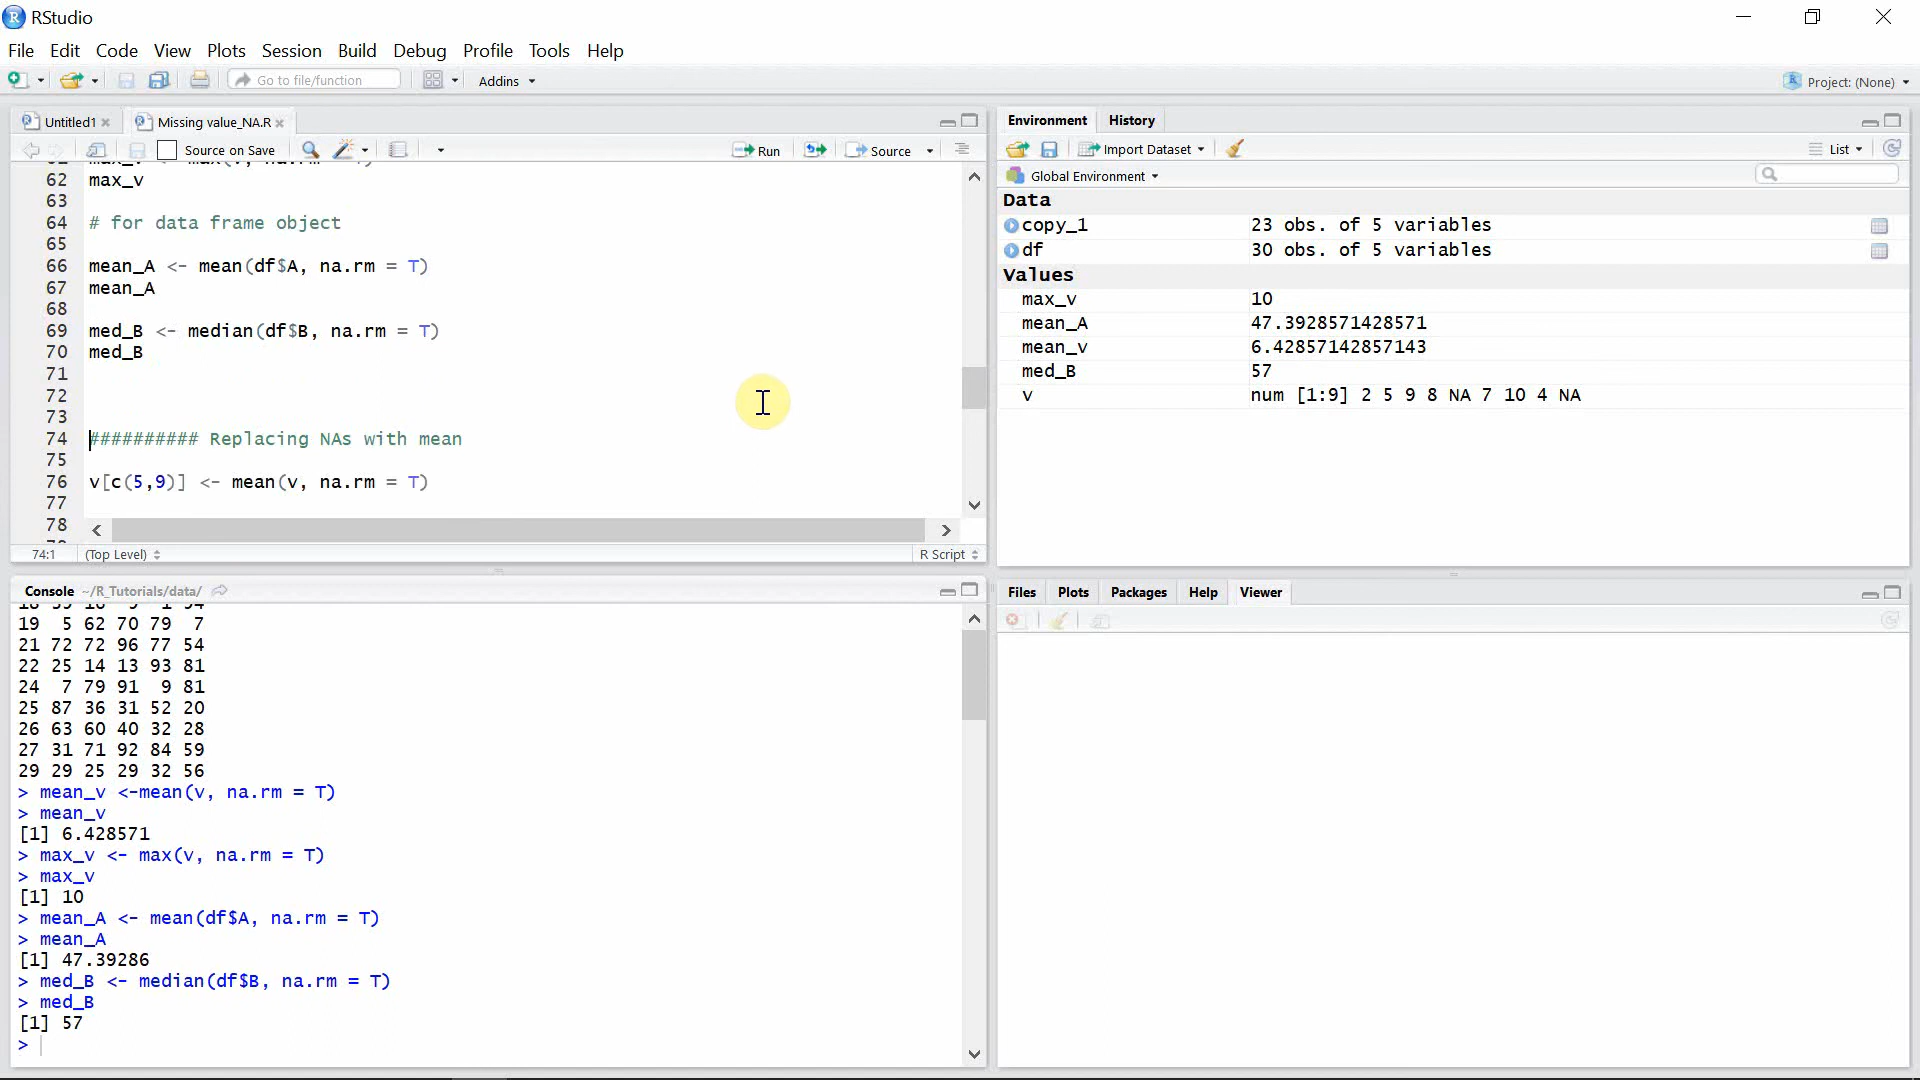 RStudio
File Edit Code View Plots Session Build Debug Profile Tools Help
Go to file/function Addins Project: (None)
Untitled1 Missing value_NA.R
Source on Save Run Source
62 max_v
63
64 # for data frame object
65
66 mean_A <- mean(df$A, na.rm = T)
67 mean_A
68
69 med_B <- median(df$B, na.rm = T)
70 med_B
71
72
73
74 ########## Replacing NAs with mean
75
76 v[c(5,9)] <- mean(v, na.rm = T)
77
78
74:1 (Top Level) R Script
Console ~/R_Tutorials/data/
19 5 62 70 79 7
21 72 72 96 77 54
22 25 14 13 93 81
24 7 79 91 9 81
25 87 36 31 52 20
26 63 60 40 32 28
27 31 71 92 84 59
29 29 25 29 32 56
> mean_v <-mean(v, na.rm = T)
> mean_v
[1] 6.428571
> max_v <- max(v, na.rm = T)
> max_v
[1] 10
> mean_A <- mean(df$A, na.rm = T)
> mean_A
[1] 47.39286
> med_B <- median(df$B, na.rm = T)
> med_B
[1] 57
>
Environment History
Import Dataset List
Global Environment
Data
copy_1 23 obs. of 5 variables
df 30 obs. of 5 variables
Values
max_v 10
mean_A 47.3928571428571
mean_v 6.42857142857143
med_B 57
v num [1:9] 2 5 9 8 NA 7 10 4 NA
Files Plots Packages Help Viewer